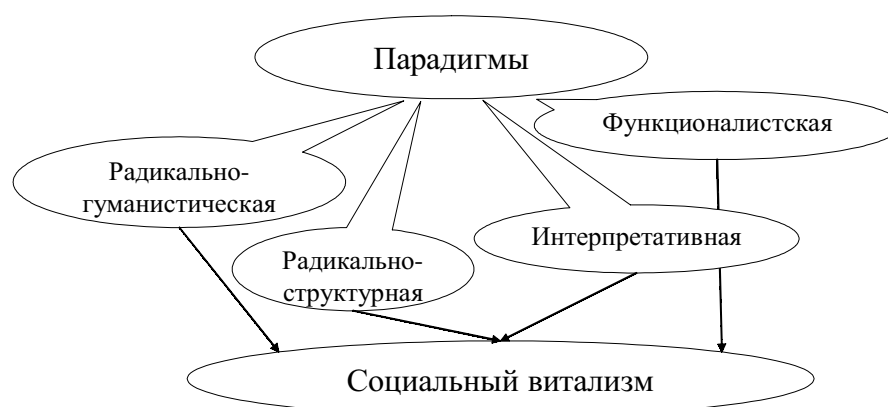 Парадигмы
Функционалистская
Радикально-
гуманистическая
Интерпретативная
Радикально-
структурная
Социальный витализм